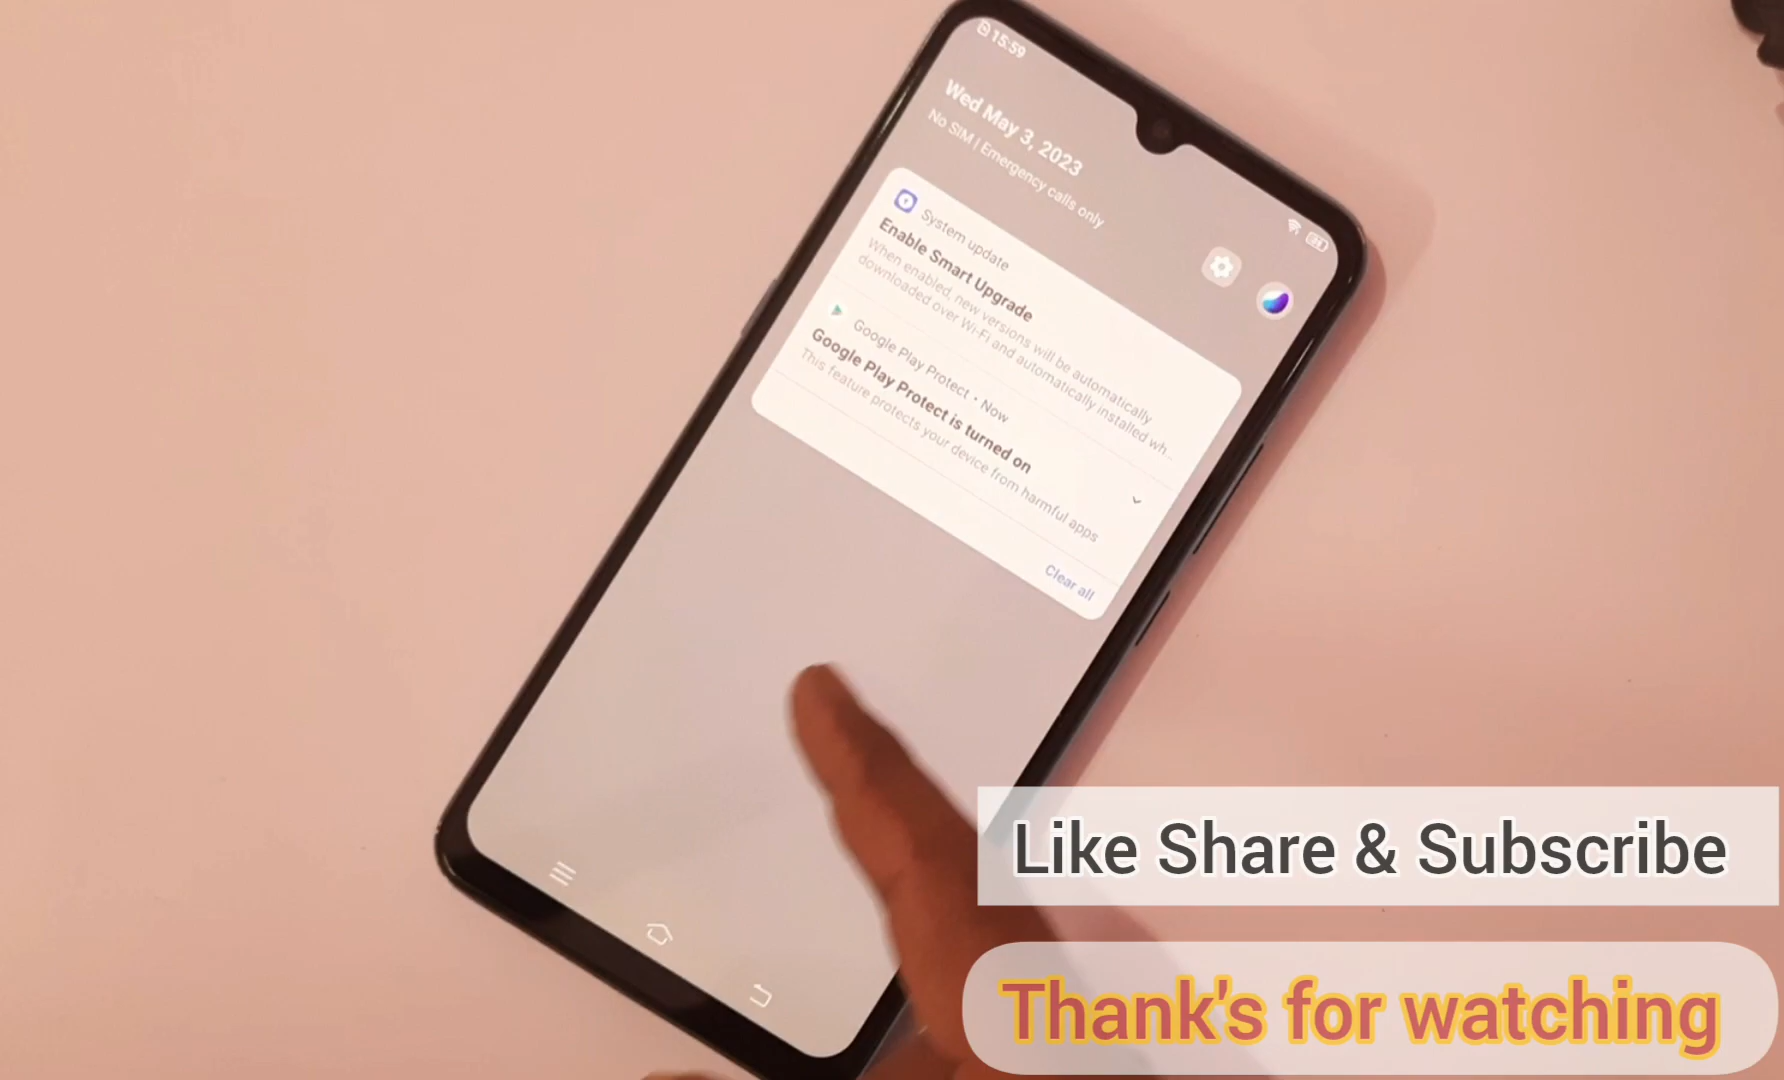 15:59
Wed May 3, 2023
No SIM | Emergency calls only
System update
Enable Smart Upgrade
When enabled, new versions will be automatically
downloaded over Wi-Fi and automatically installed wh...
Google Play Protect • Now
Google Play Protect is turned on
This feature protects your device from harmful apps
Clear all
Like Share & Subscribe
Thank's for watching